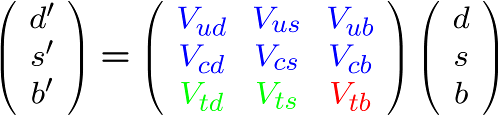 d′ V_ud V_us V_ub d
s′ = V_cd V_cs V_cb s
b′ V_td V_ts V_tb b